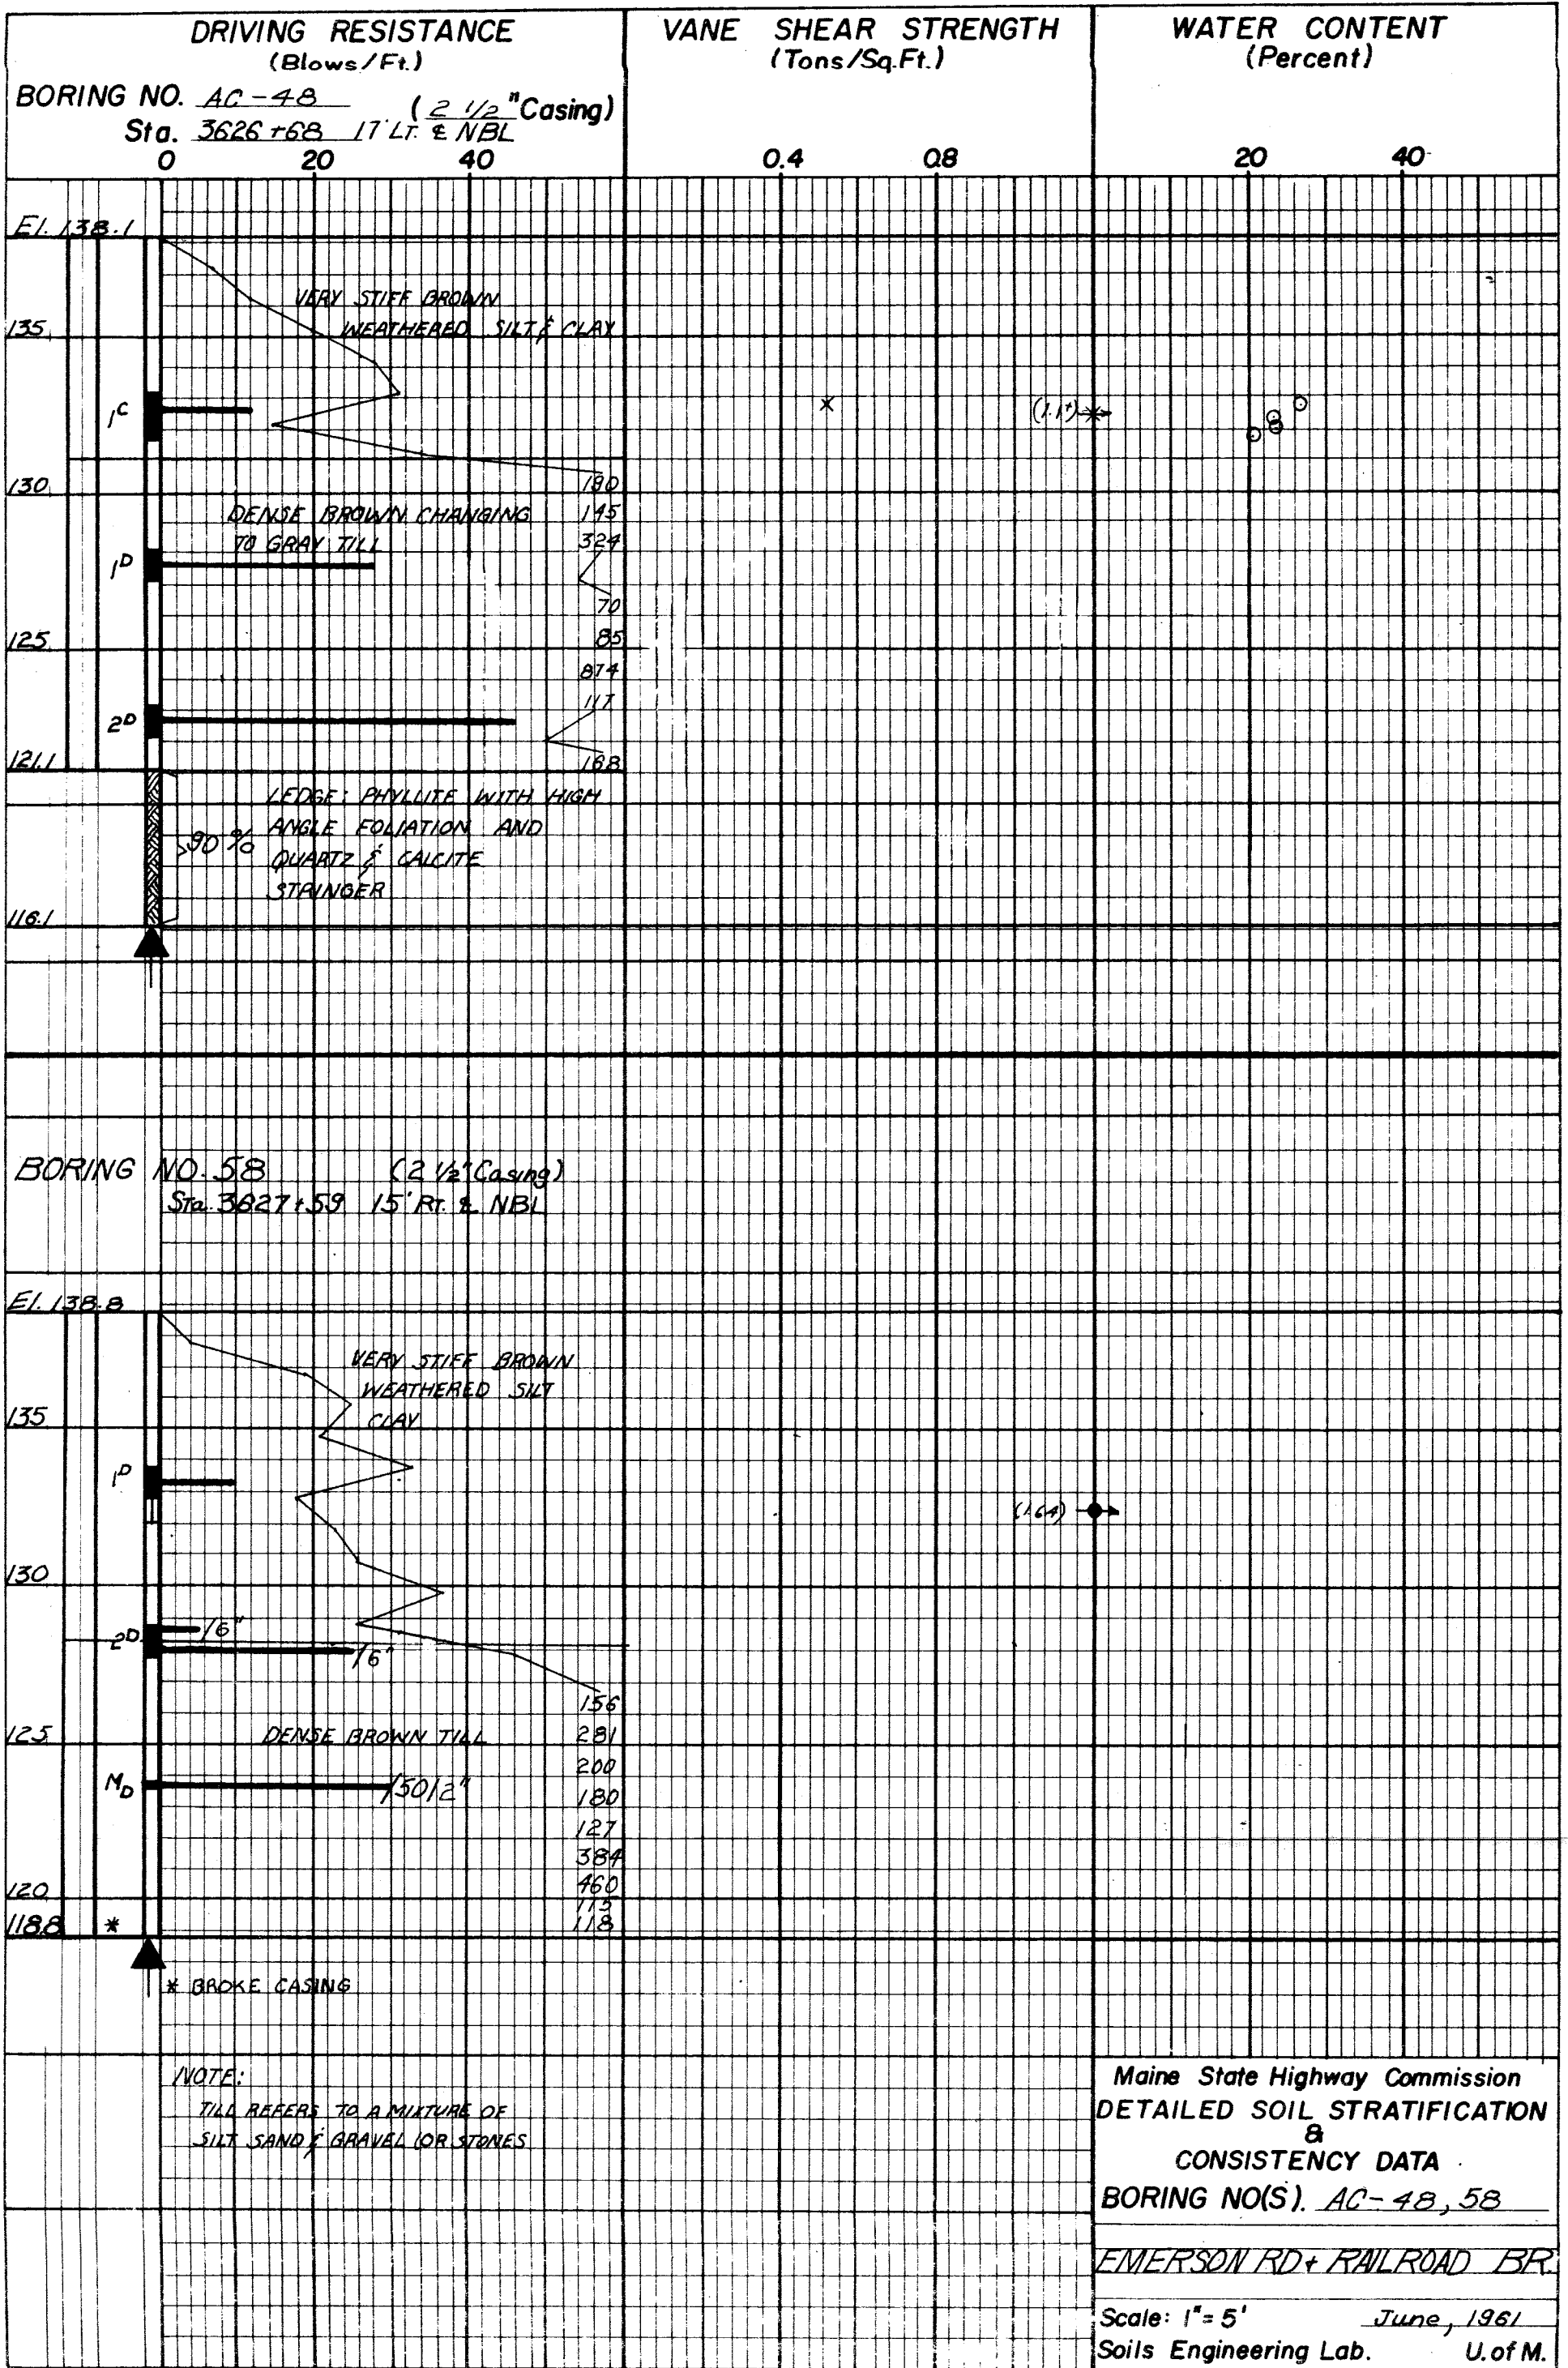 DRIVING RESISTANCE
(Blows/Ft.)
BORING NO. AC-48 (2 1/2" Casing)
Sta. 3626+68 17' LT. ℄ NBL
0 20 40
VANE SHEAR STRENGTH
(Tons/Sq.Ft.)
0.4 0.8
WATER CONTENT
(Percent)
20 40
El. 138.1
VERY STIFF BROWN
WEATHERED SILT & CLAY
135
1C
(1.1+)
180
130
DENSE BROWN CHANGING
TO GRAY TILL
145
324
1D
70
125
85
874
117
2D
121.1
168
LEDGE: PHYLLITE WITH HIGH
ANGLE FOLIATION AND
QUARTZ & CALCITE
STRINGER
90 %
116.1
BORING NO. 58 (2 1/2" Casing)
Sta. 3627+59 15' RT. ℄ NBL
El. 138.8
VERY STIFF BROWN
WEATHERED SILT
CLAY
135
1D
(1.64)
130
/6"
2D
/6"
156
125
DENSE BROWN TILL
281
200
MD
/50/2"
180
127
384
460
120
115
118.8
*
118
* BROKE CASING
NOTE:
TILL REFERS TO A MIXTURE OF
SILT SAND & GRAVEL (OR STONES
Maine State Highway Commission
DETAILED SOIL STRATIFICATION
&
CONSISTENCY DATA
BORING NO(S). AC-48, 58
EMERSON RD + RAILROAD BR.
Scale: 1" = 5' June, 1961
Soils Engineering Lab. U. of M.